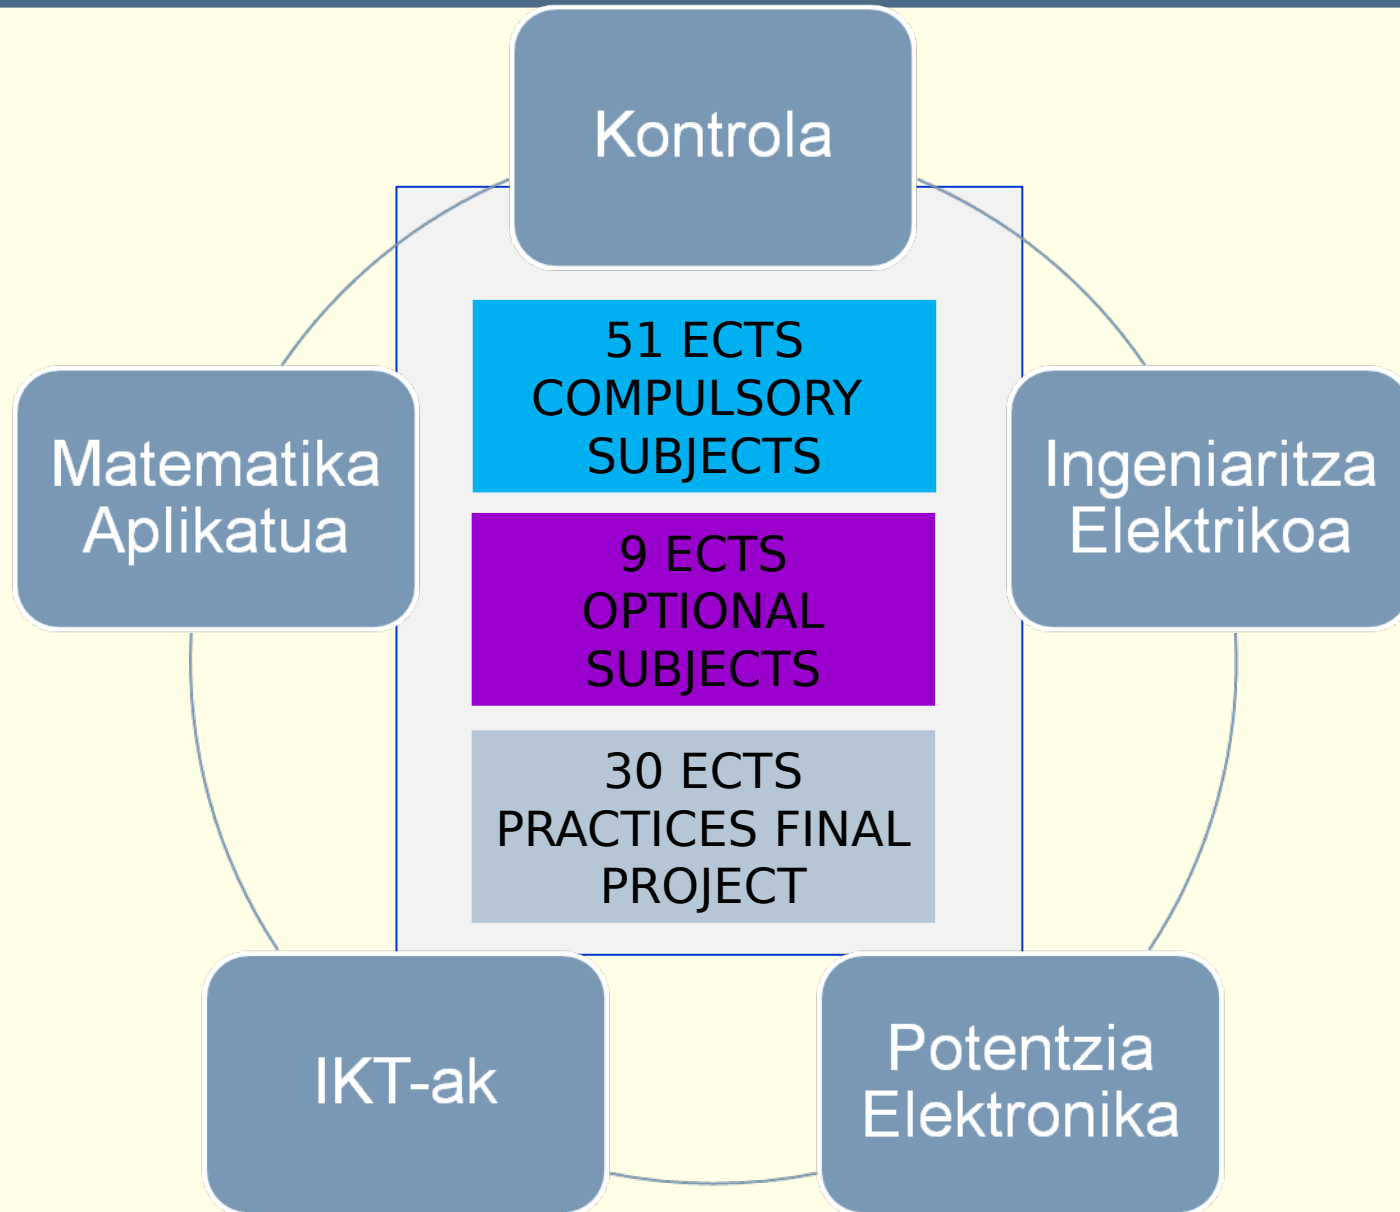 Kontrola
51 ECTS
COMPULSORY
SUBJECTS
Matematika
Aplikatua
Ingeniaritza
Elektrikoa
9 ECTS
OPTIONAL
SUBJECTS
30 ECTS
PRACTICES FINAL
PROJECT
IKT-ak
Potentzia
Elektronika